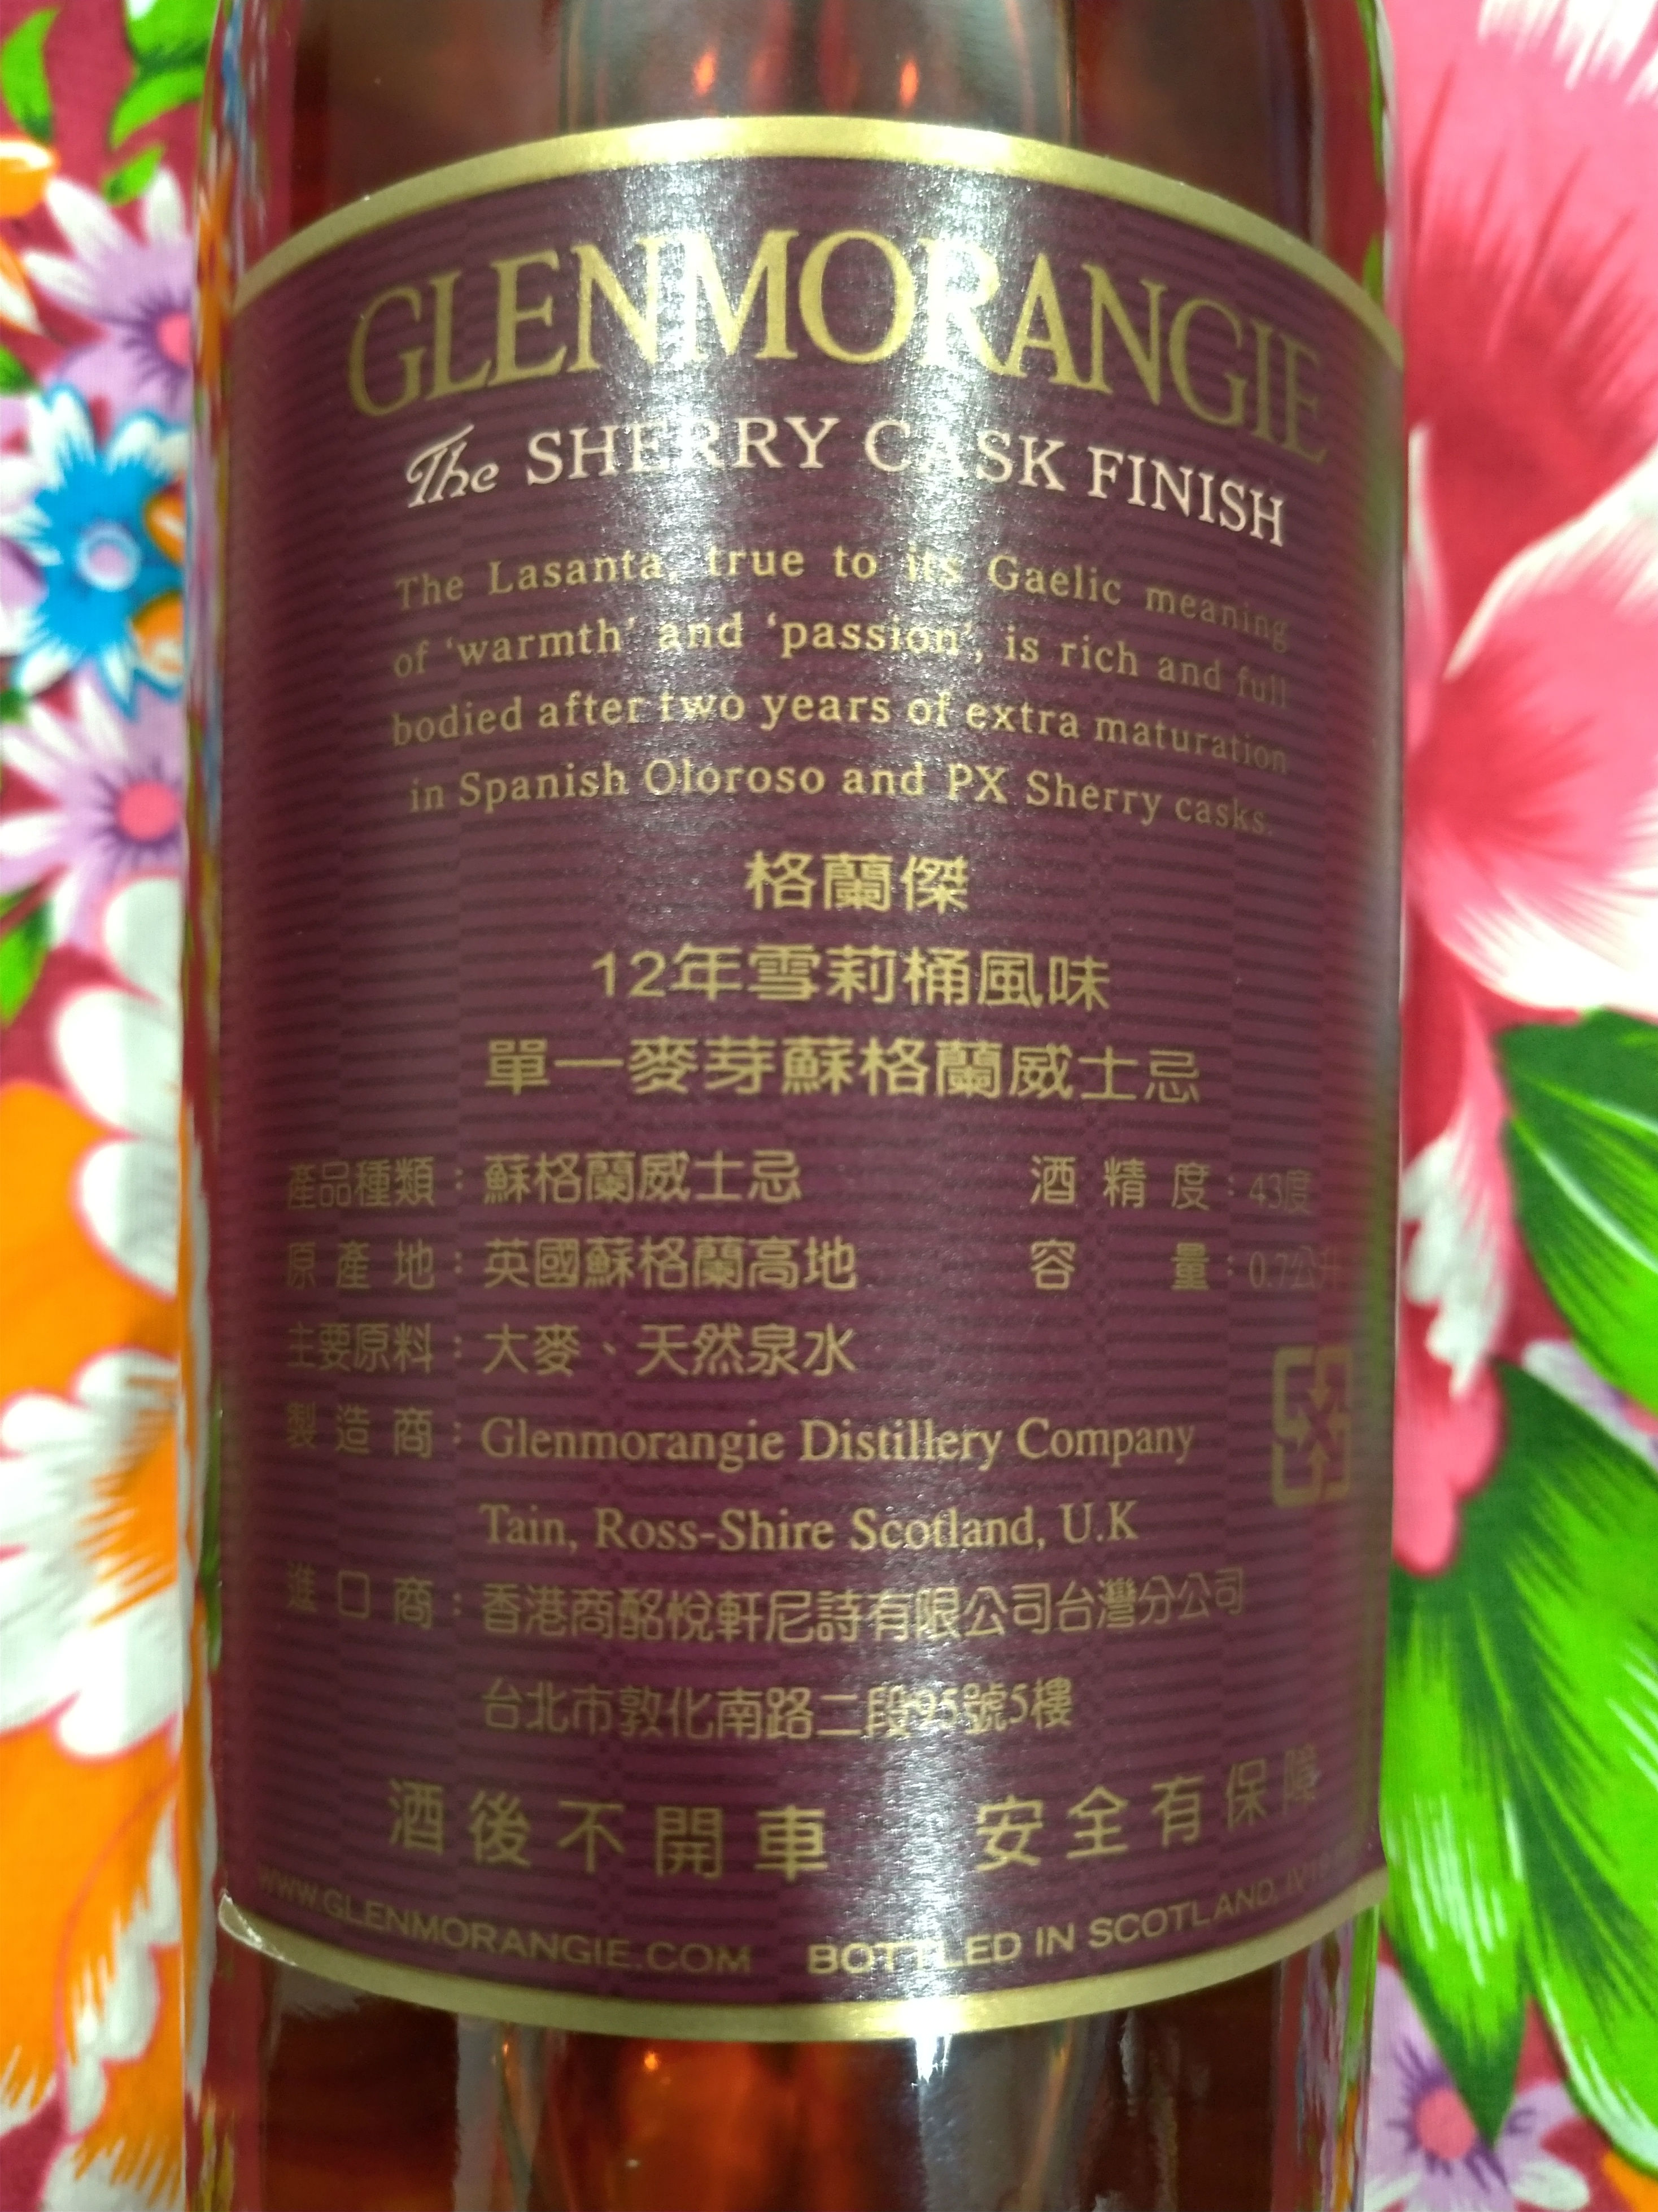 GLENMORANGIE
The SHERRY CASK FINISH
The Lasanta, true to its Gaelic meaning
of ‘warmth’ and ‘passion’, is rich and full
bodied after two years of extra maturation
in Spanish Oloroso and PX Sherry casks.
格蘭傑
12年雪莉桶風味
單一麥芽蘇格蘭威士忌
產品種類：蘇格蘭威士忌 酒精度：43度
原產地：英國蘇格蘭高地 容量：0.7公升
主要原料：大麥、天然泉水
製造商：Glenmorangie Distillery Company
Tain, Ross-Shire Scotland, U.K
進口商：香港商酩悅軒尼詩有限公司台灣分公司
台北市敦化南路二段95號5樓
酒後不開車 安全有保障
WWW.GLENMORANGIE.COM BOTTLED IN SCOTLAND,